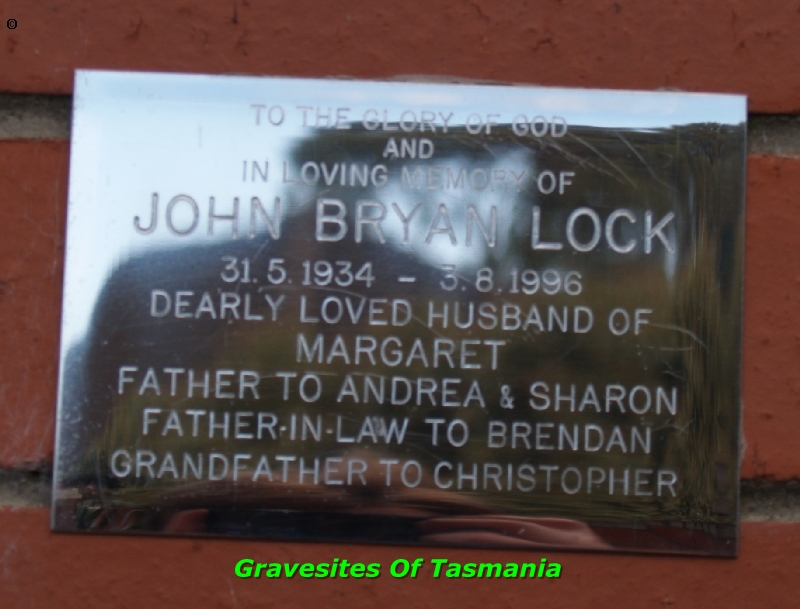 ©
TO THE GLORY OF GOD
AND
IN LOVING MEMORY OF
JOHN BRYAN LOCK
31.5.1934 - 3.8.1996
DEARLY LOVED HUSBAND OF
MARGARET
FATHER TO ANDREA & SHARON
FATHER-IN-LAW TO BRENDAN
GRANDFATHER TO CHRISTOPHER
Gravesites Of Tasmania